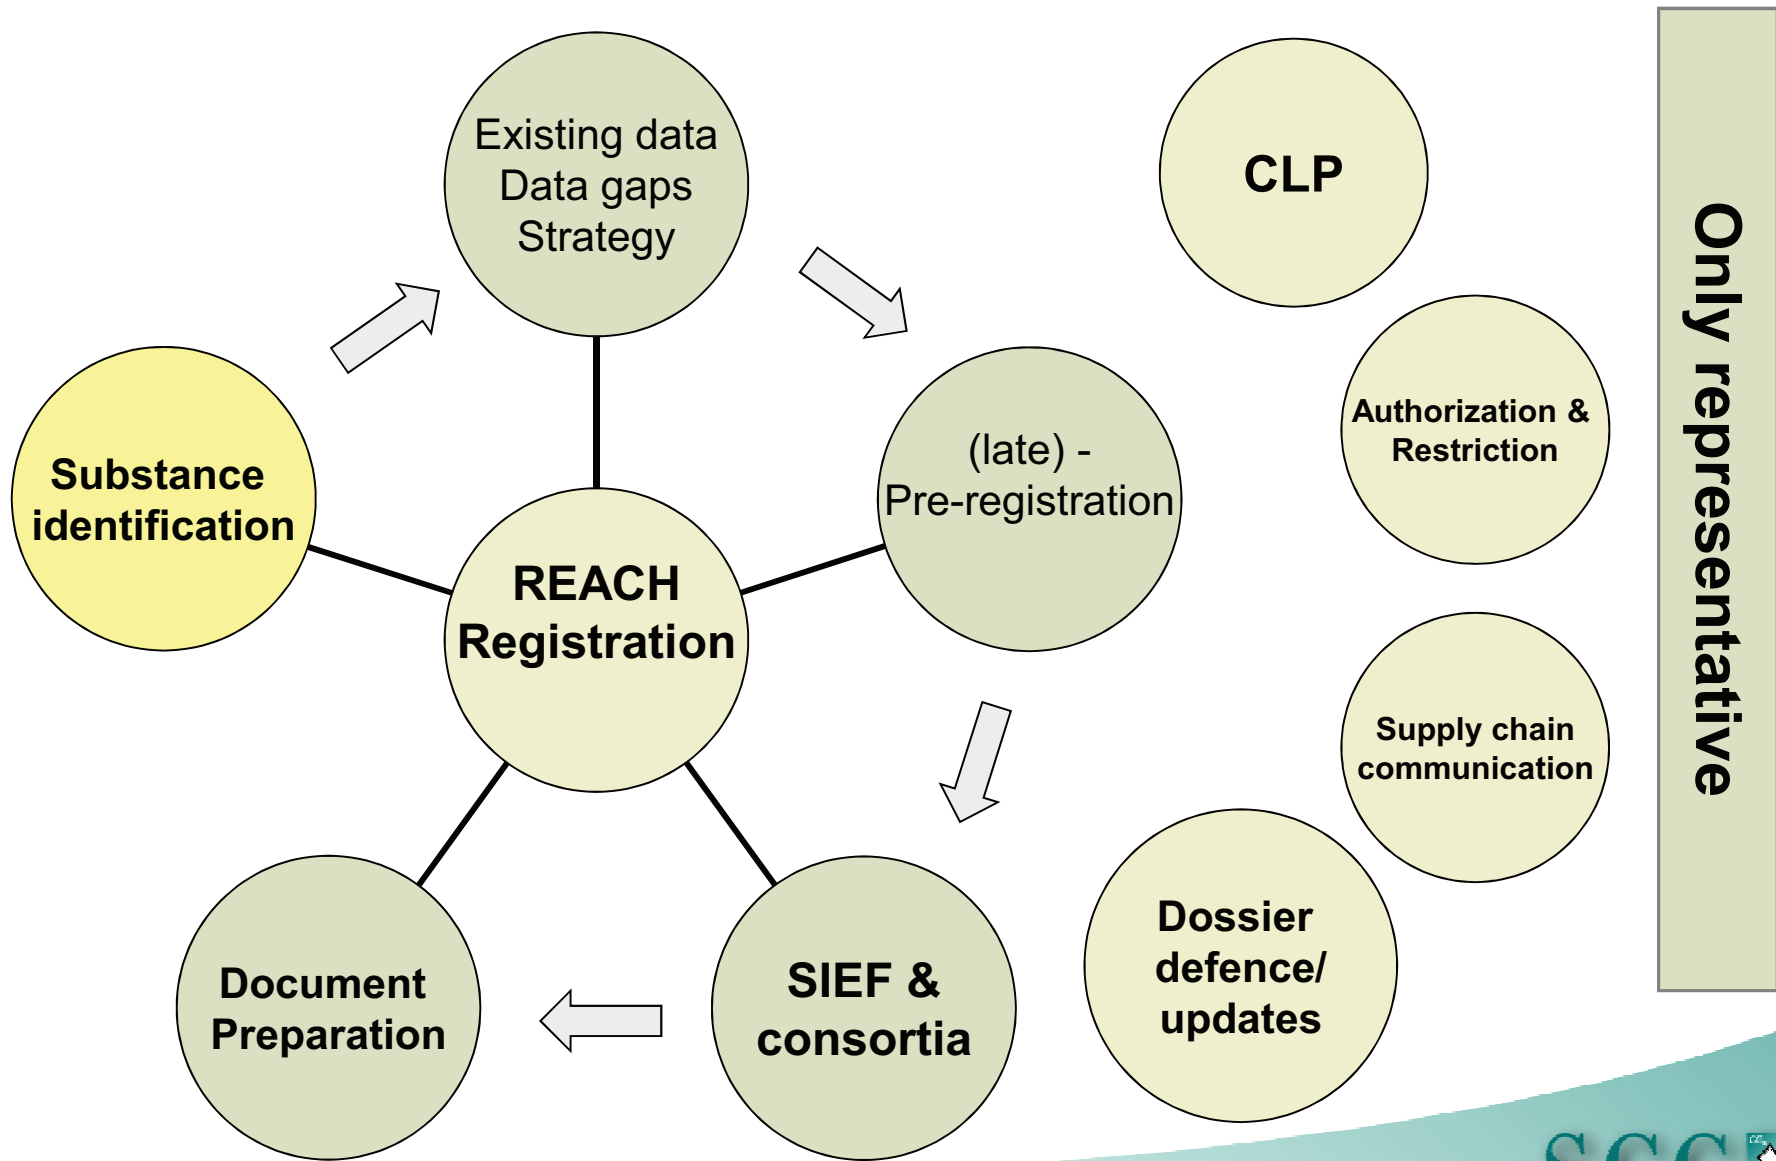 Existing data
Data gaps
Strategy
CLP
Only representative
Authorization &
Restriction
(late) -
Pre-registration
Substance
identification
REACH
Registration
Supply chain
communication
Dossier
defence/
updates
SIEF &
consortia
Document
Preparation